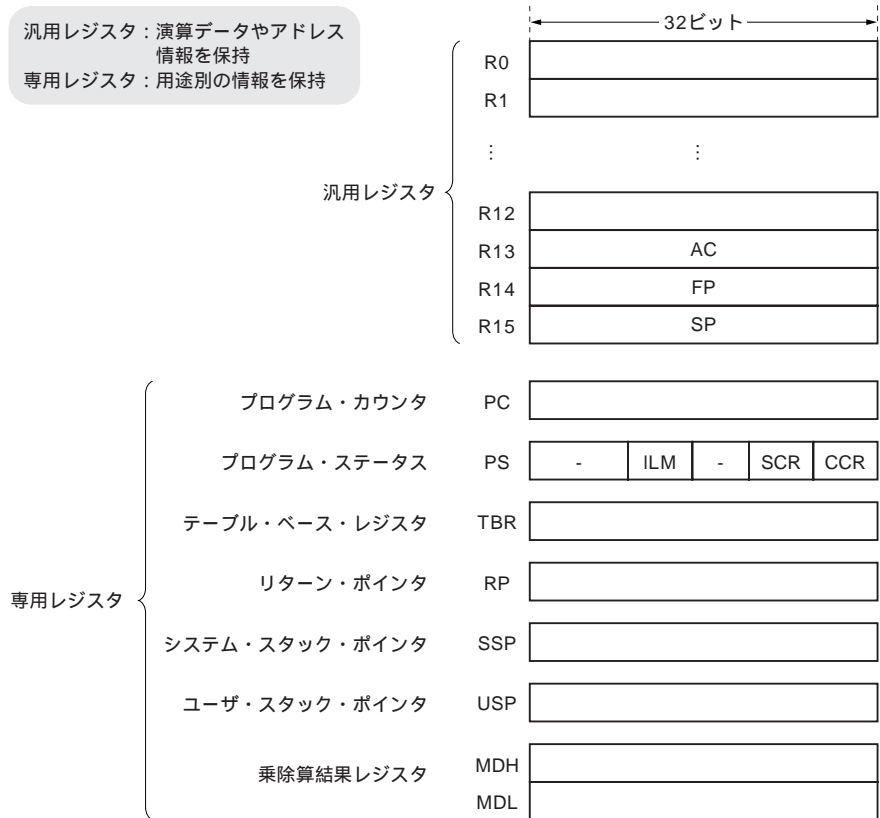 汎用レジスタ：演算データやアドレス
情報を保持
専用レジスタ：用途別の情報を保持
32ビット
R0
R1
⋮ ⋮
汎用レジスタ
R12
R13 AC
R14 FP
R15 SP
プログラム・カウンタ PC
プログラム・ステータス PS - ILM - SCR CCR
テーブル・ベース・レジスタ TBR
リターン・ポインタ RP
専用レジスタ
システム・スタック・ポインタ SSP
ユーザ・スタック・ポインタ USP
乗除算結果レジスタ MDH
MDL